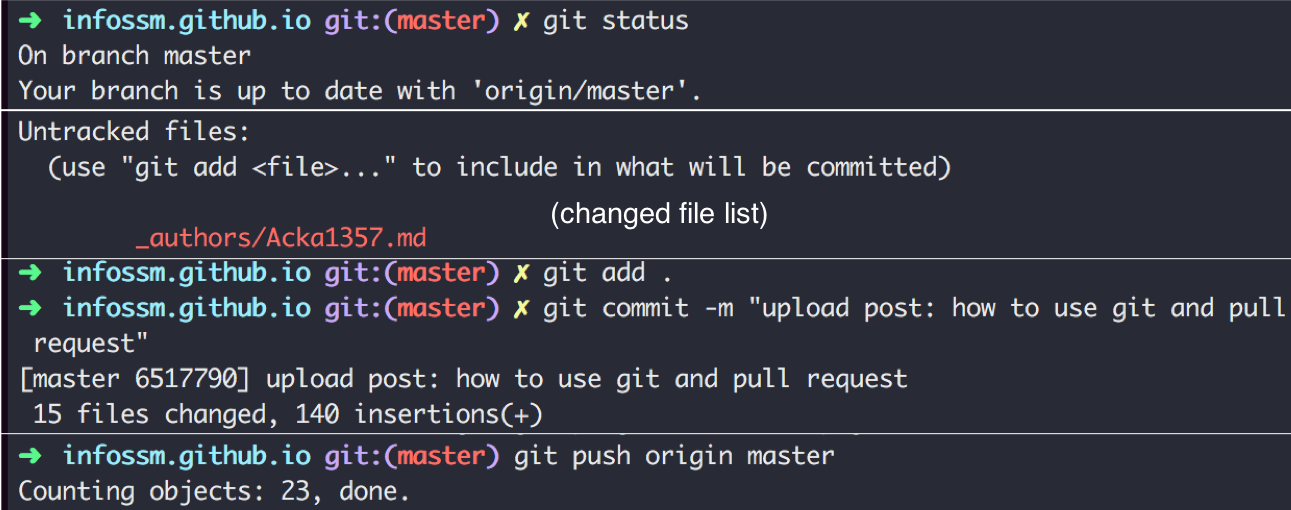 ➜  infossm.github.io git:(master) ✗ git status
On branch master
Your branch is up to date with 'origin/master'.
Untracked files:
  (use "git add <file>..." to include in what will be committed)
(changed file list)
        _authors/Acka1357.md
➜  infossm.github.io git:(master) ✗ git add .
➜  infossm.github.io git:(master) ✗ git commit -m "upload post: how to use git and pull
 request"
[master 6517790] upload post: how to use git and pull request
 15 files changed, 140 insertions(+)
➜  infossm.github.io git:(master) git push origin master
Counting objects: 23, done.